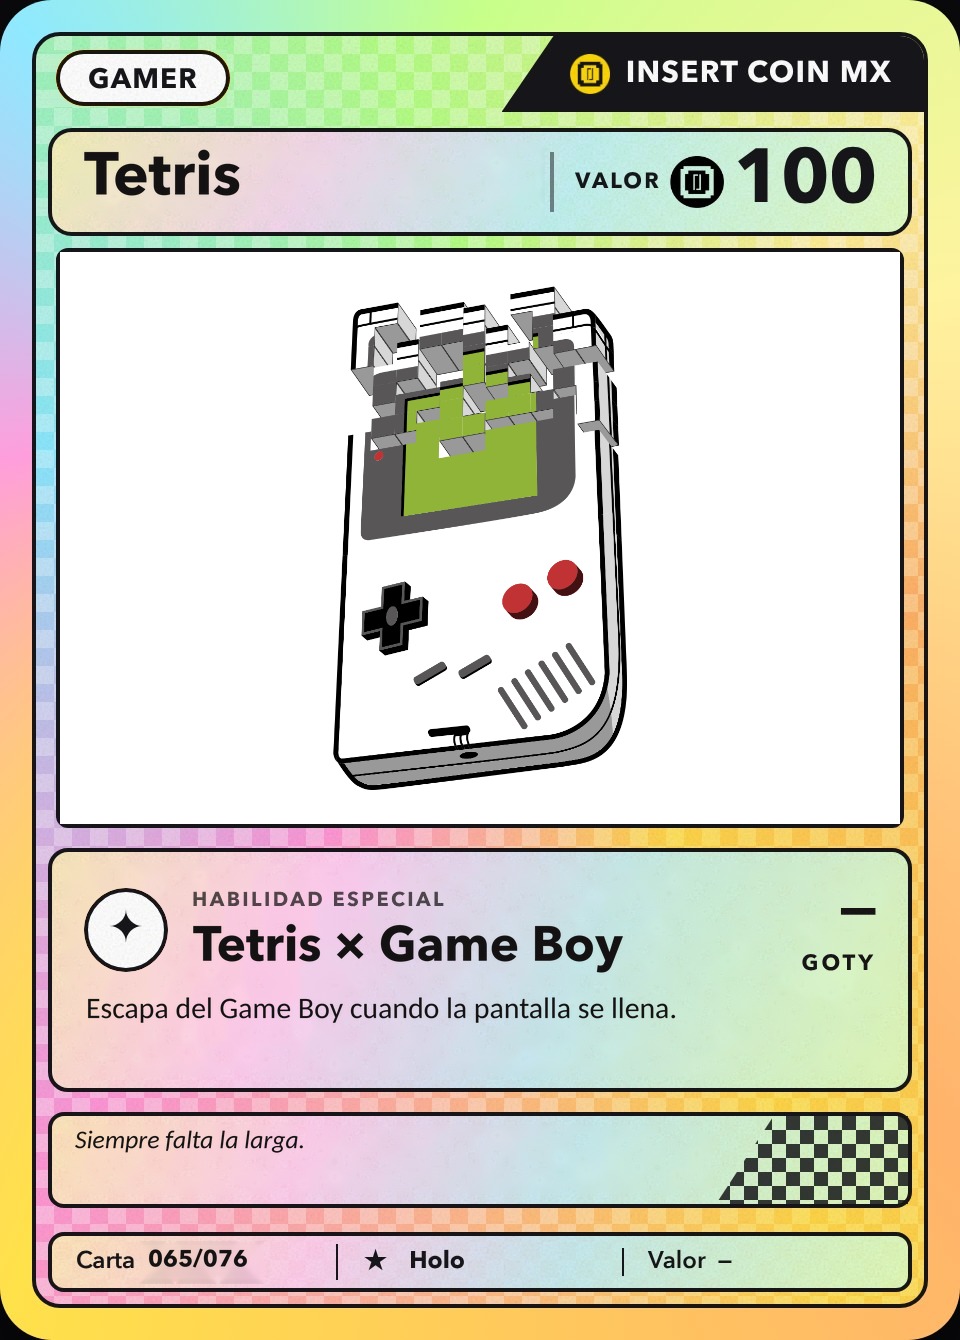 GAMER
INSERT COIN MX
Tetris
VALOR 100
HABILIDAD ESPECIAL
Tetris × Game Boy
–
GOTY
Escapa del Game Boy cuando la pantalla se llena.
Siempre falta la larga.
Carta 065/076
★ Holo
Valor –